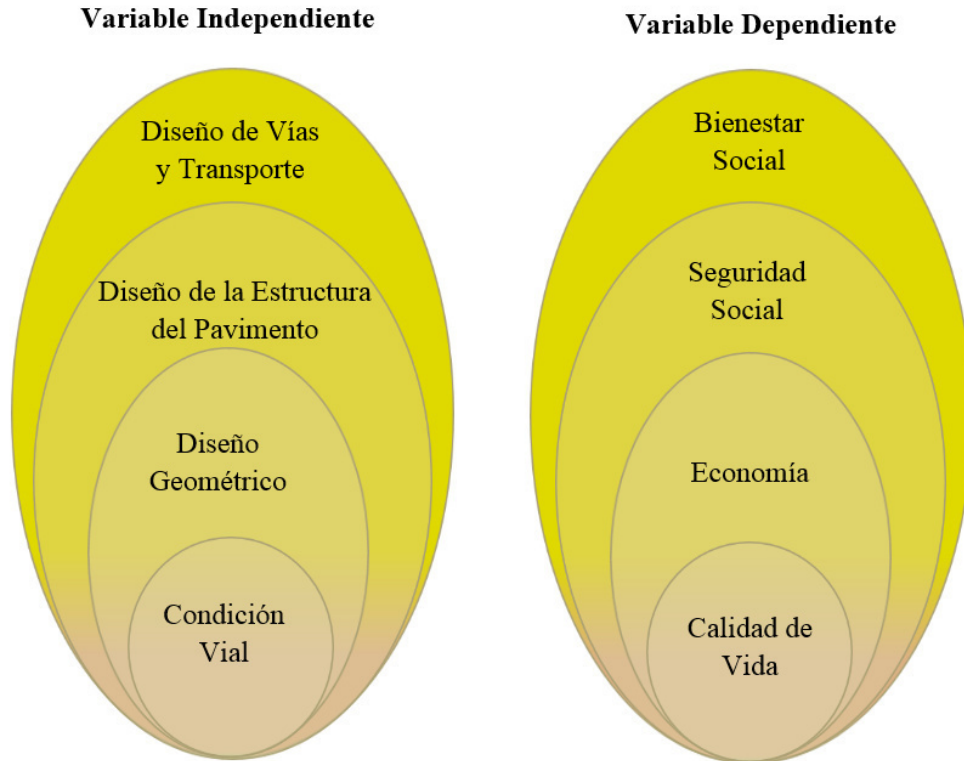 Variable Independiente
Diseño de Vías
y Transporte
Diseño de la Estructura
del Pavimento
Diseño
Geométrico
Condición
Vial
Variable Dependiente
Bienestar
Social
Seguridad
Social
Economía
Calidad de
Vida